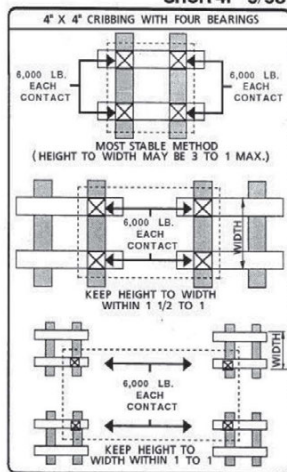 4" X 4" CRIBBING WITH FOUR BEARINGS
6,000 LB.
EACH
CONTACT
6,000 LB.
EACH
CONTACT
MOST STABLE METHOD
(HEIGHT TO WIDTH MAY BE 3 TO 1 MAX.)
6,000 LB.
EACH
CONTACT
WIDTH
KEEP HEIGHT TO WIDTH
WITHIN 1 1/2 TO 1
WIDTH
6,000 LB.
EACH
CONTACT
KEEP HEIGHT TO
WIDTH WITHIN 1 TO 1